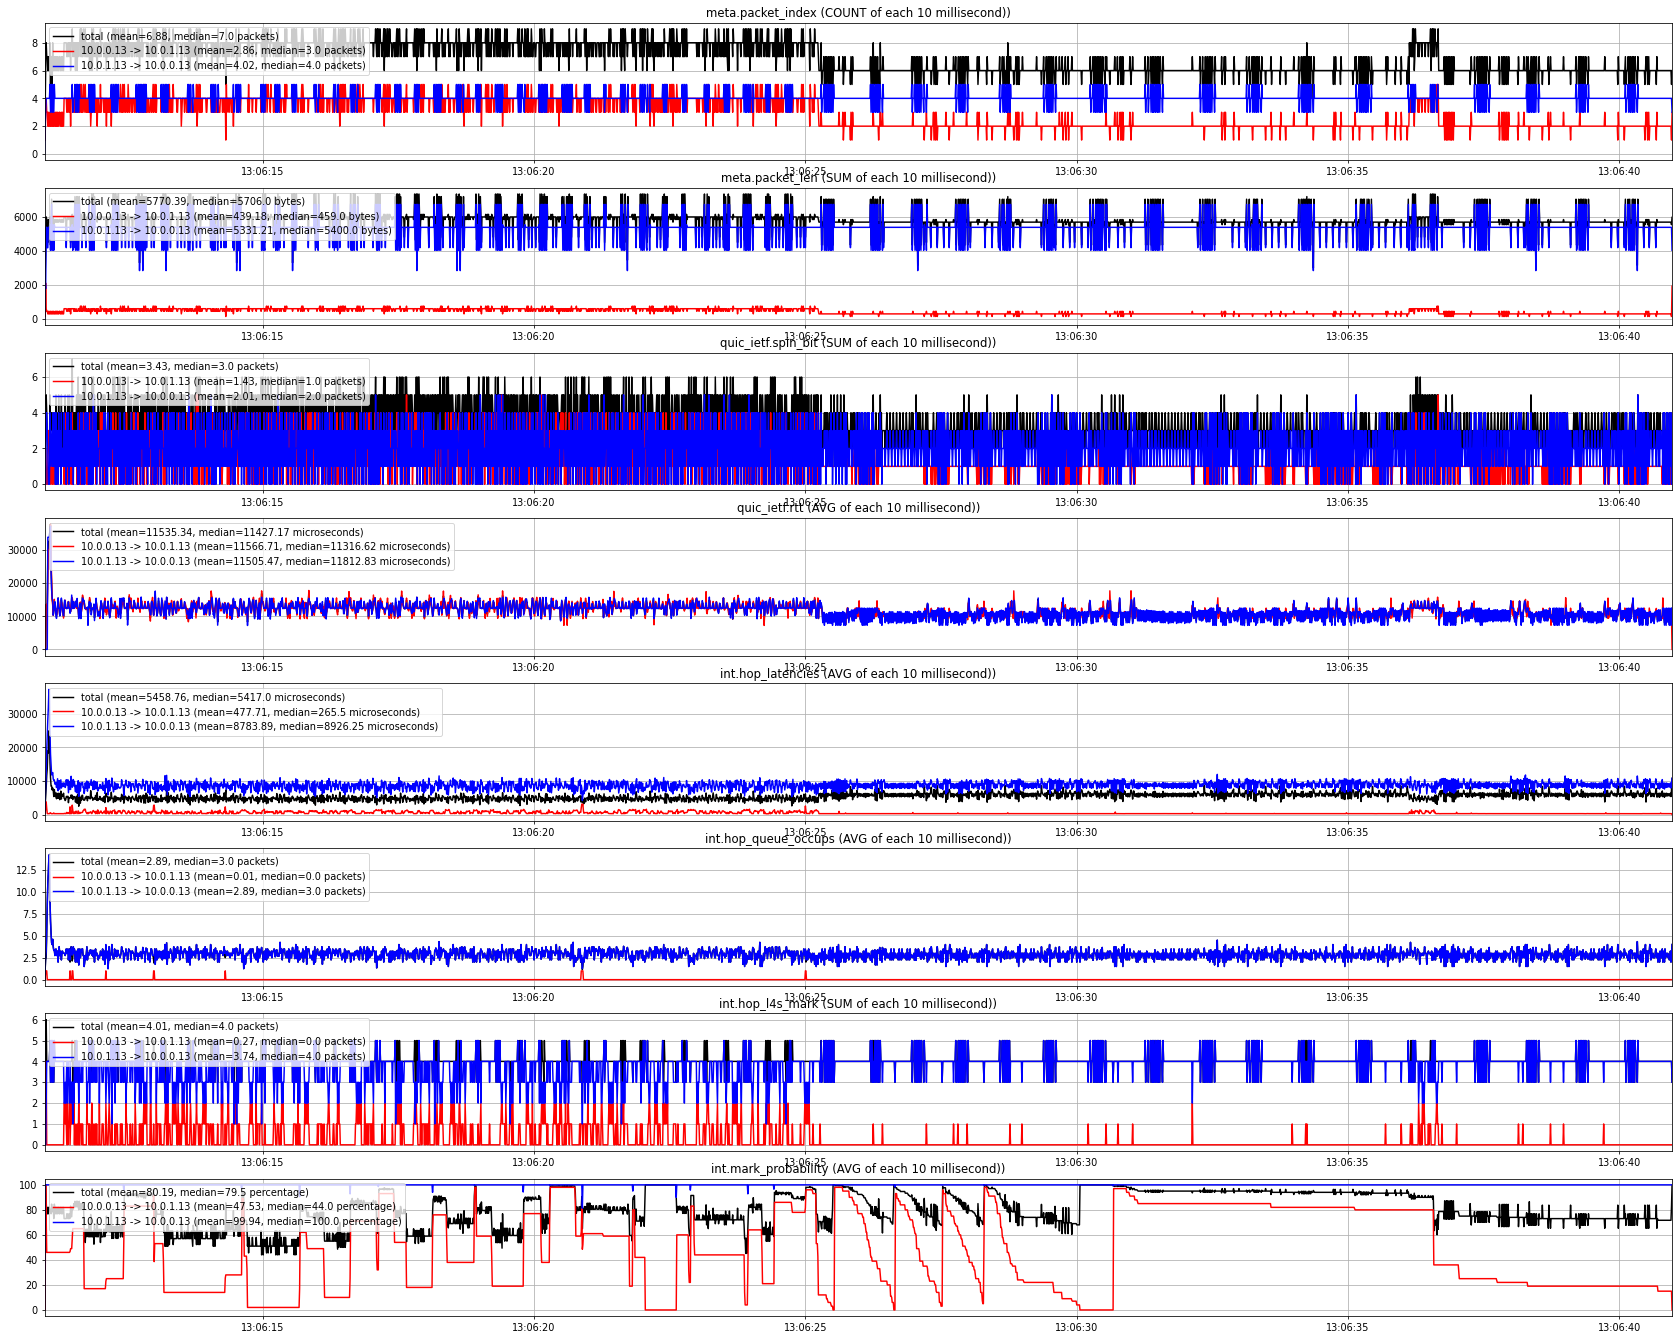 meta.packet_index (COUNT of each 10 millisecond))
total (mean=6.88, median=7.0 packets)
10.0.0.13 -> 10.0.1.13 (mean=2.86, median=3.0 packets)
10.0.1.13 -> 10.0.0.13 (mean=4.02, median=4.0 packets)
8
6
4
2
0
13:06:15 13:06:20 13:06:25 13:06:30 13:06:35 13:06:40
meta.packet_len (SUM of each 10 millisecond))
total (mean=5770.39, median=5706.0 bytes)
10.0.0.13 -> 10.0.1.13 (mean=439.18, median=459.0 bytes)
10.0.1.13 -> 10.0.0.13 (mean=5331.21, median=5400.0 bytes)
6000
4000
2000
0
13:06:15 13:06:20 13:06:25 13:06:30 13:06:35 13:06:40
quic_ietf.spin_bit (SUM of each 10 millisecond))
total (mean=3.43, median=3.0 packets)
10.0.0.13 -> 10.0.1.13 (mean=1.43, median=1.0 packets)
10.0.1.13 -> 10.0.0.13 (mean=2.01, median=2.0 packets)
6
4
2
0
13:06:15 13:06:20 13:06:25 13:06:30 13:06:35 13:06:40
quic_ietf.rtt (AVG of each 10 millisecond))
total (mean=11535.34, median=11427.17 microseconds)
10.0.0.13 -> 10.0.1.13 (mean=11566.71, median=11316.62 microseconds)
10.0.1.13 -> 10.0.0.13 (mean=11505.47, median=11812.83 microseconds)
30000
20000
10000
0
13:06:15 13:06:20 13:06:25 13:06:30 13:06:35 13:06:40
int.hop_latencies (AVG of each 10 millisecond))
total (mean=5458.76, median=5417.0 microseconds)
10.0.0.13 -> 10.0.1.13 (mean=477.71, median=265.5 microseconds)
10.0.1.13 -> 10.0.0.13 (mean=8783.89, median=8926.25 microseconds)
30000
20000
10000
0
13:06:15 13:06:20 13:06:25 13:06:30 13:06:35 13:06:40
int.hop_queue_occups (AVG of each 10 millisecond))
total (mean=2.89, median=3.0 packets)
10.0.0.13 -> 10.0.1.13 (mean=0.01, median=0.0 packets)
10.0.1.13 -> 10.0.0.13 (mean=2.89, median=3.0 packets)
12.5
10.0
7.5
5.0
2.5
0.0
13:06:15 13:06:20 13:06:25 13:06:30 13:06:35 13:06:40
int.hop_l4s_mark (SUM of each 10 millisecond))
total (mean=4.01, median=4.0 packets)
10.0.0.13 -> 10.0.1.13 (mean=0.27, median=0.0 packets)
10.0.1.13 -> 10.0.0.13 (mean=3.74, median=4.0 packets)
6
5
4
3
2
1
0
13:06:15 13:06:20 13:06:25 13:06:30 13:06:35 13:06:40
int.mark_probability (AVG of each 10 millisecond))
total (mean=80.19, median=79.5 percentage)
10.0.0.13 -> 10.0.1.13 (mean=47.53, median=44.0 percentage)
10.0.1.13 -> 10.0.0.13 (mean=99.94, median=100.0 percentage)
100
80
60
40
20
0
13:06:15 13:06:20 13:06:25 13:06:30 13:06:35 13:06:40